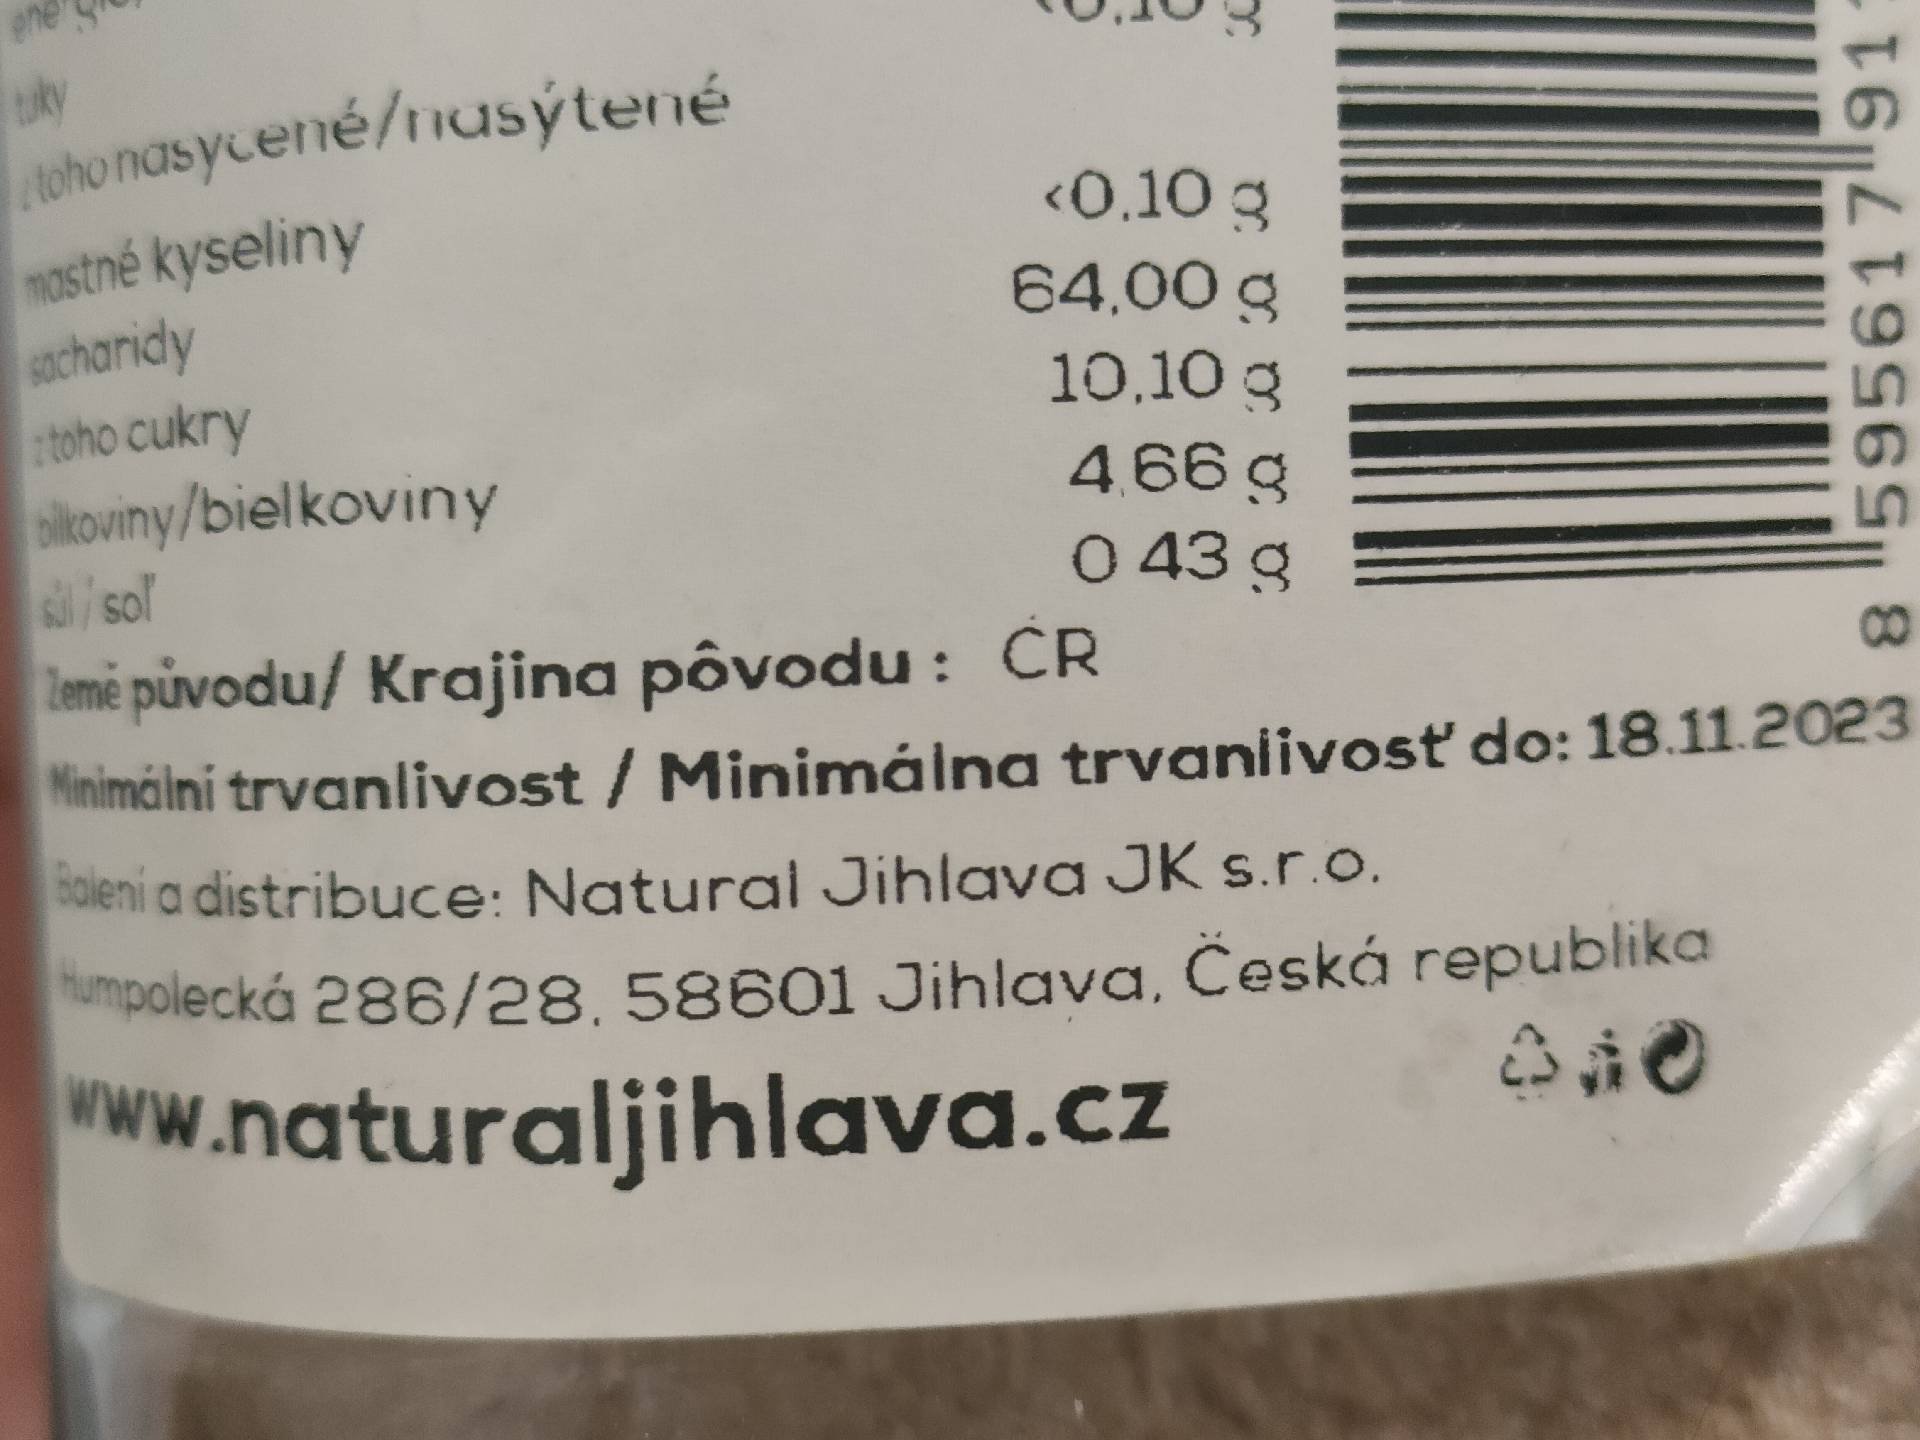 <0,10 g
tuky
z toho nasycené/nasýtené
mastné kyseliny <0,10 g
sacharidy 64,00 g
z toho cukry 10,10 g
bílkoviny/bielkoviny 4,66 g
sůl / soľ 0 43 g
Země původu/ Krajina pôvodu : ČR
Minimální trvanlivost / Minimálna trvanlivosť do: 18.11.2023
Balení a distribuce: Natural Jihlava JK s.r.o.
Humpolecká 286/28, 58601 Jihlava, Česká republika
www.naturaljihlava.cz
8 595617 91